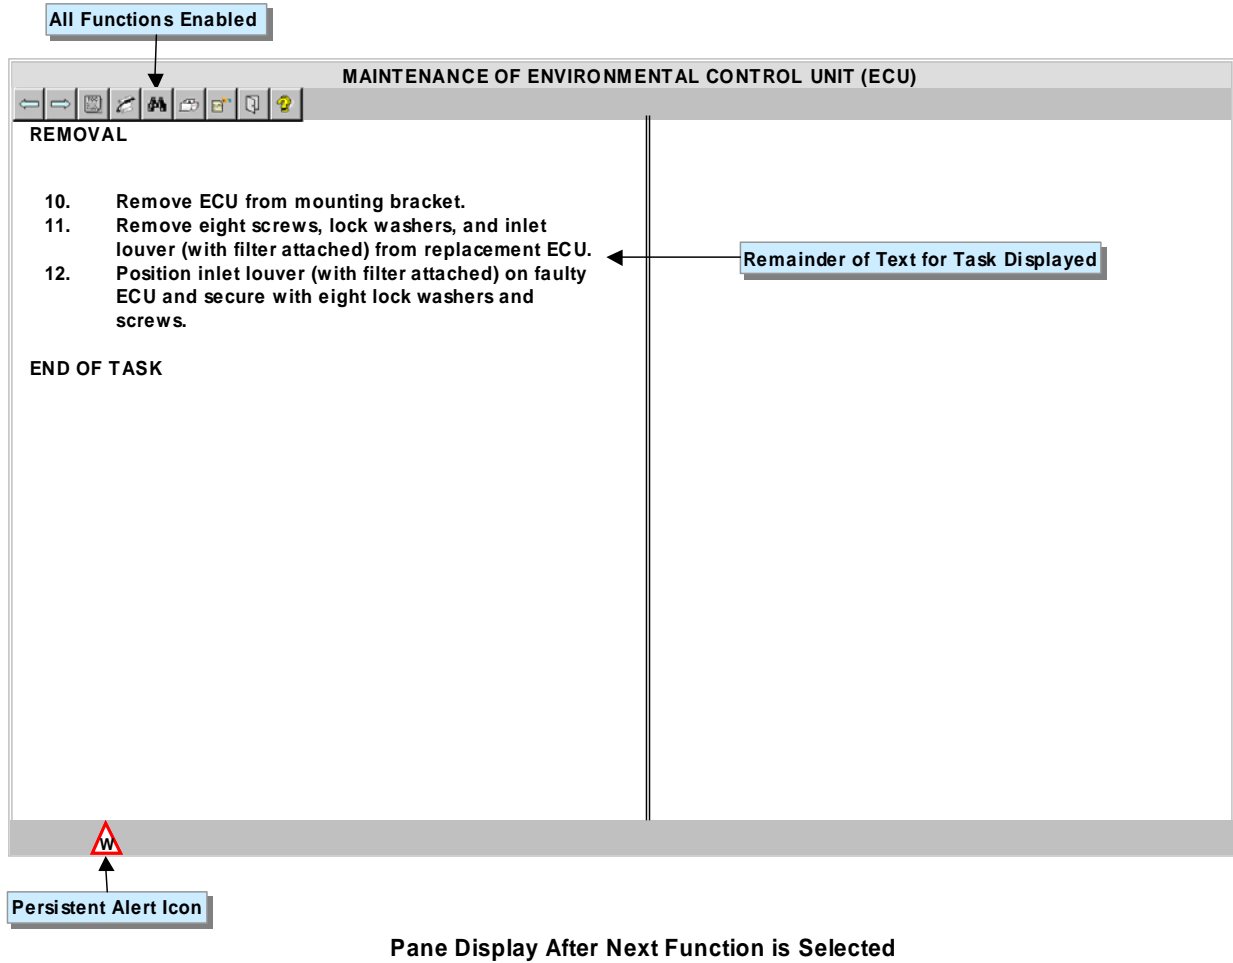 All Functions Enabled
MAINTENANCE OF ENVIRONMENTAL CONTROL UNIT (ECU)
REMOVAL
10. Remove ECU from mounting bracket.
11. Remove eight screws, lock washers, and inlet
louver (with filter attached) from replacement ECU.
12. Position inlet louver (with filter attached) on faulty
ECU and secure with eight lock washers and
screws.
Remainder of Text for Task Displayed
END OF TASK
W
Persistent Alert Icon
Pane Display After Next Function is Selected